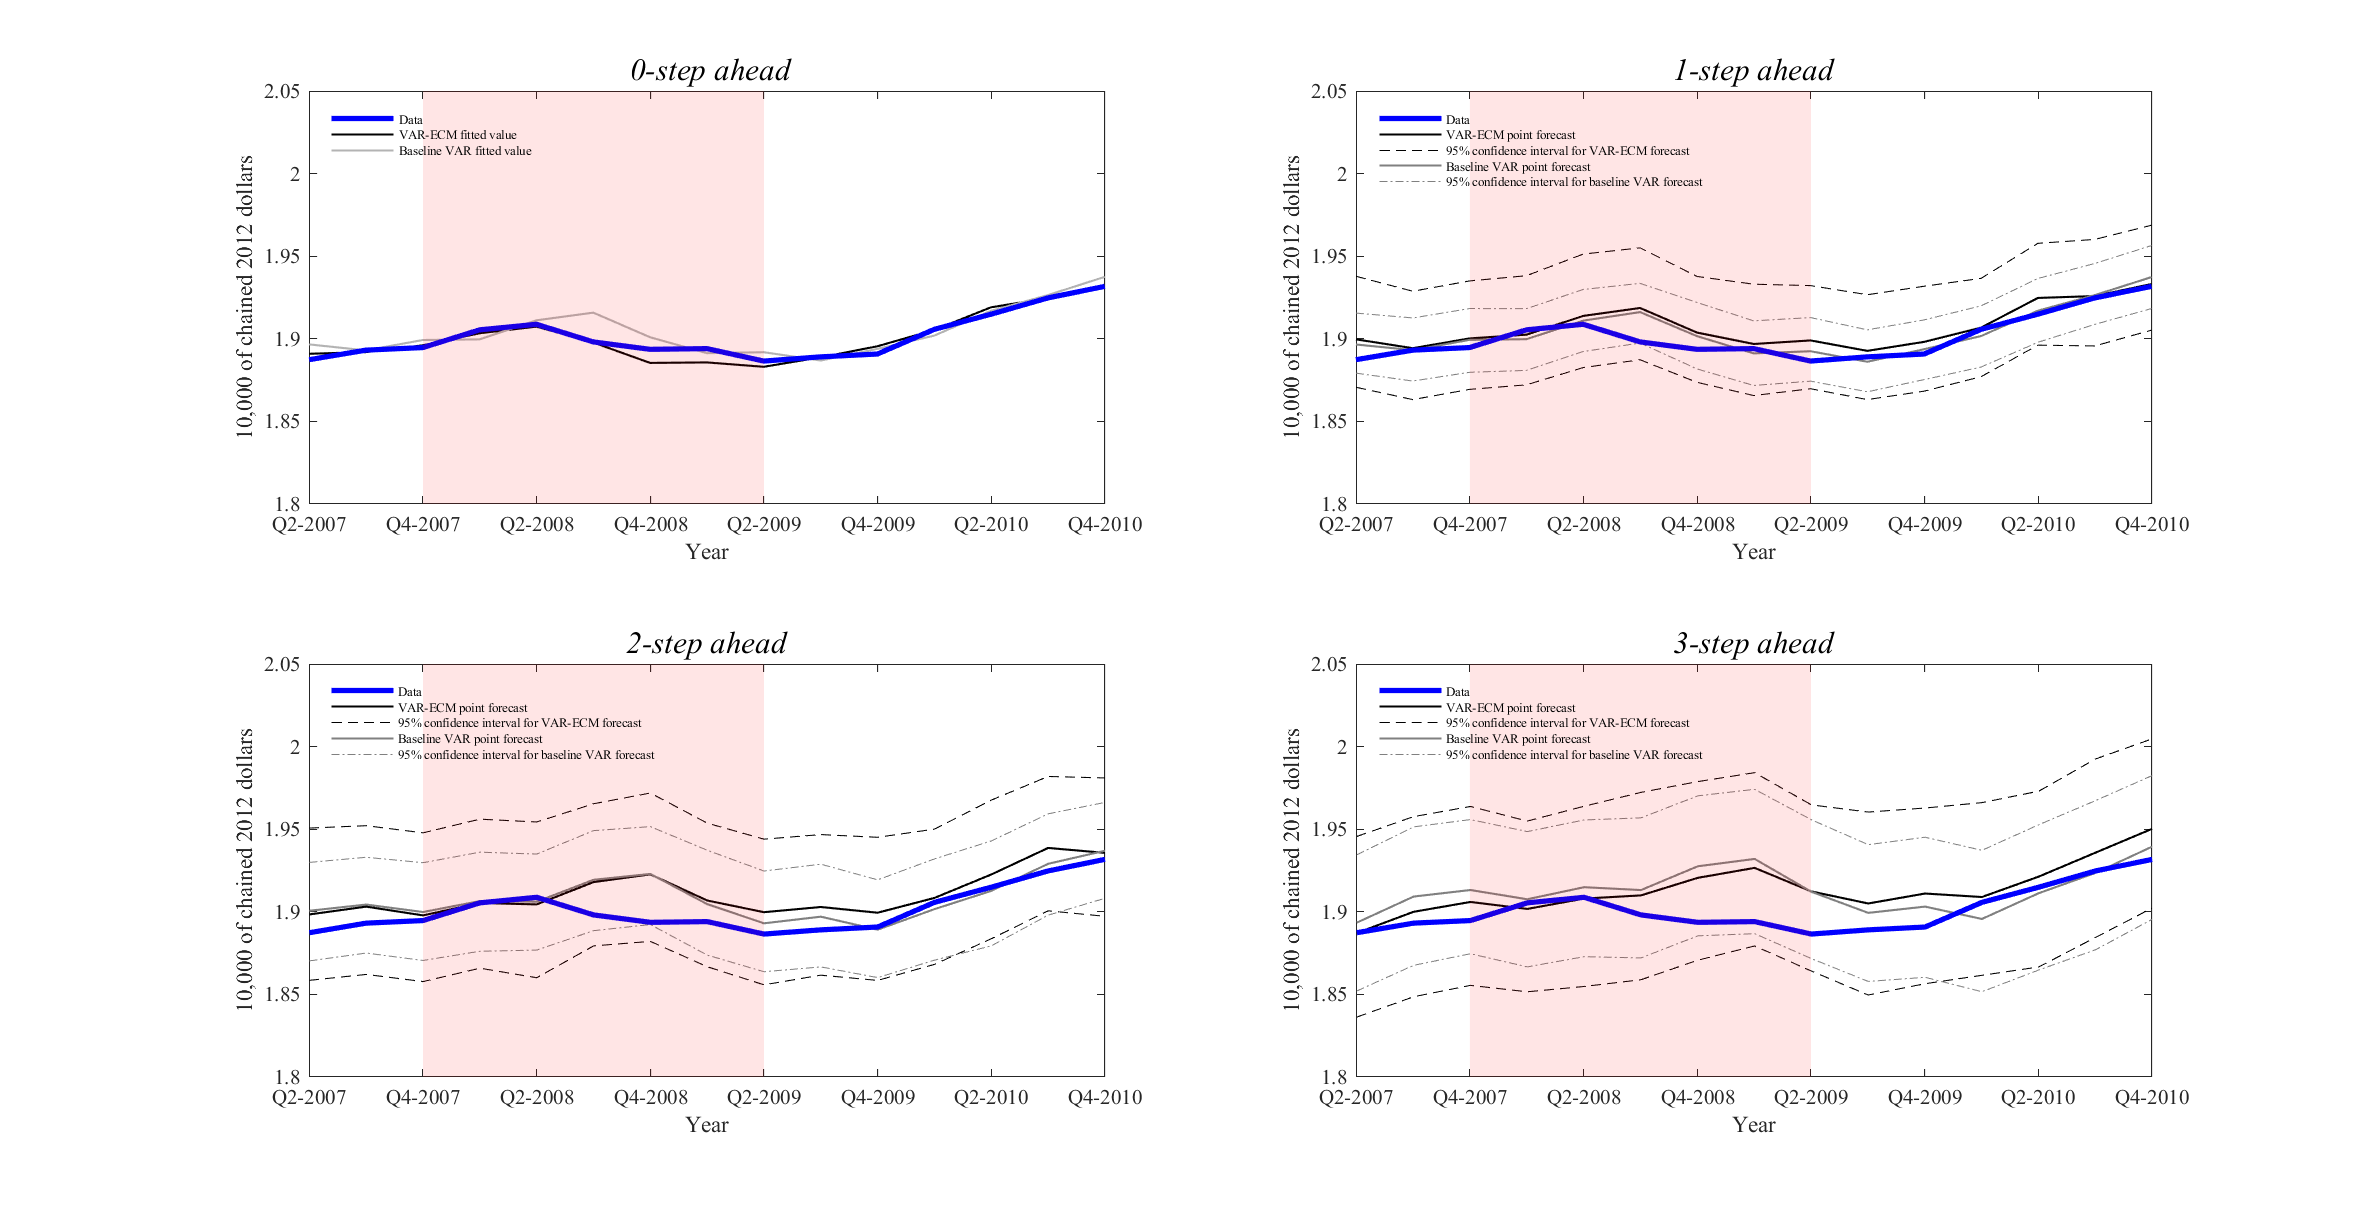 0-step ahead
2.05
2
1.95
1.9
1.85
1.8
10,000 of chained 2012 dollars
Data
VAR-ECM fitted value
Baseline VAR fitted value
Q2-2007 Q4-2007 Q2-2008 Q4-2008 Q2-2009 Q4-2009 Q2-2010 Q4-2010
Year
1-step ahead
2.05
2
1.95
1.9
1.85
1.8
10,000 of chained 2012 dollars
Data
VAR-ECM point forecast
95% confidence interval for VAR-ECM forecast
Baseline VAR point forecast
95% confidence interval for baseline VAR forecast
Q2-2007 Q4-2007 Q2-2008 Q4-2008 Q2-2009 Q4-2009 Q2-2010 Q4-2010
Year
2-step ahead
2.05
2
1.95
1.9
1.85
1.8
10,000 of chained 2012 dollars
Data
VAR-ECM point forecast
95% confidence interval for VAR-ECM forecast
Baseline VAR point forecast
95% confidence interval for baseline VAR forecast
Q2-2007 Q4-2007 Q2-2008 Q4-2008 Q2-2009 Q4-2009 Q2-2010 Q4-2010
Year
3-step ahead
2.05
2
1.95
1.9
1.85
1.8
10,000 of chained 2012 dollars
Data
VAR-ECM point forecast
95% confidence interval for VAR-ECM forecast
Baseline VAR point forecast
95% confidence interval for baseline VAR forecast
Q2-2007 Q4-2007 Q2-2008 Q4-2008 Q2-2009 Q4-2009 Q2-2010 Q4-2010
Year